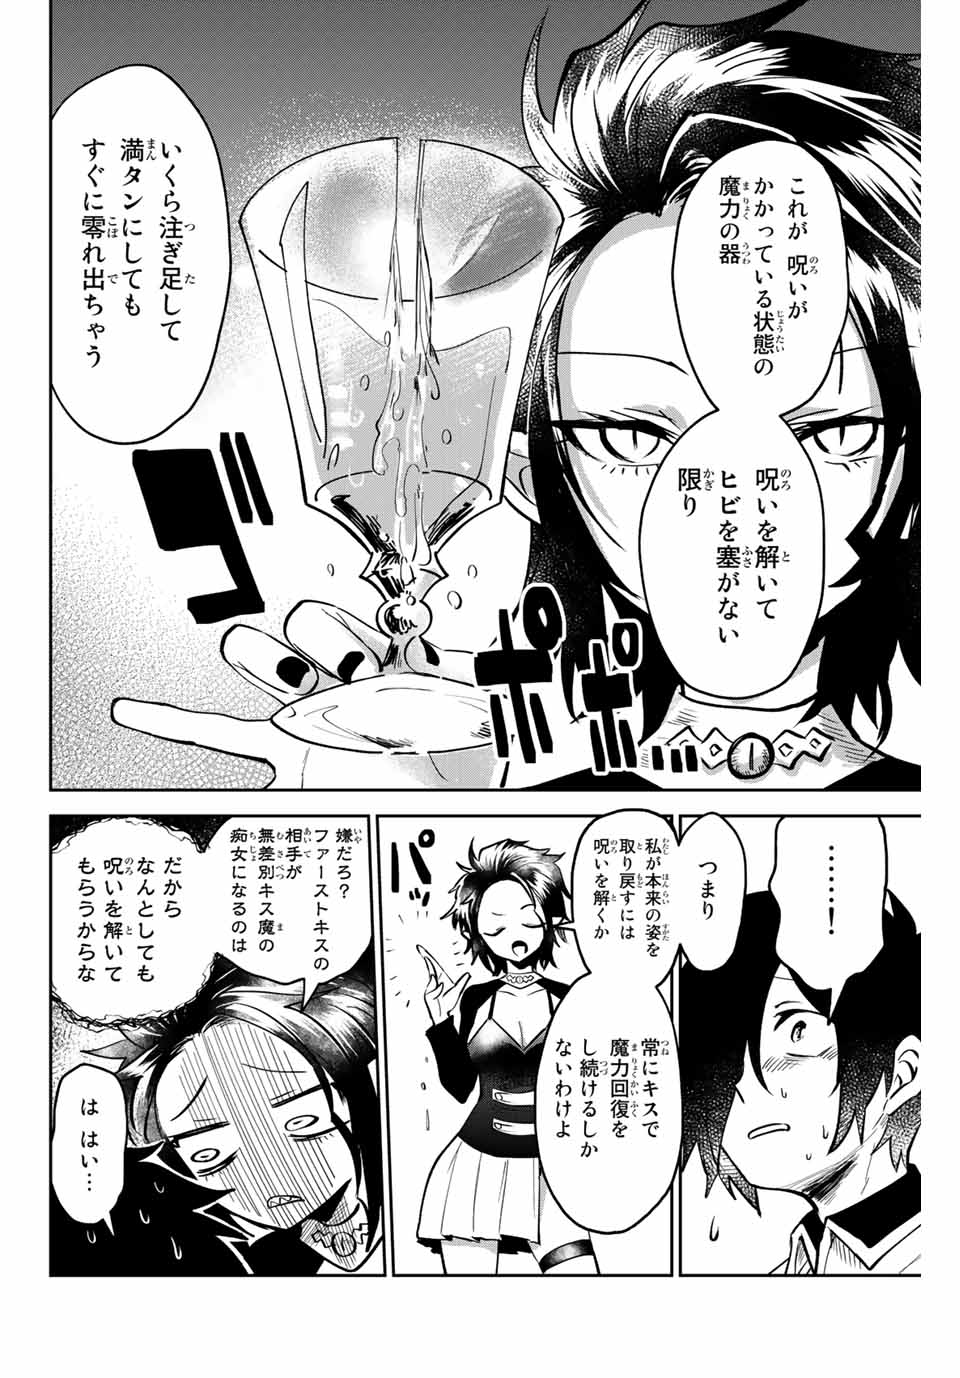 これが 呪いが
かかっている状態の
魔力の器
呪いを解いて
ヒビを塞がない
限り
いくら注ぎ足して
満タンにしても
すぐに零れ出ちゃう
ゴ
ポポ…
………！
つまり
私が本来の姿を
取り戻すには
呪いを解くか
常にキスで
魔力回復を
し続けるしか
ないわけよ
パッ
嫌だろ？
ファーストキスの
相手が
無差別キス魔の
痴女になるのは
だから
なんとしても
呪いを解いて
もらうからな
は はい…